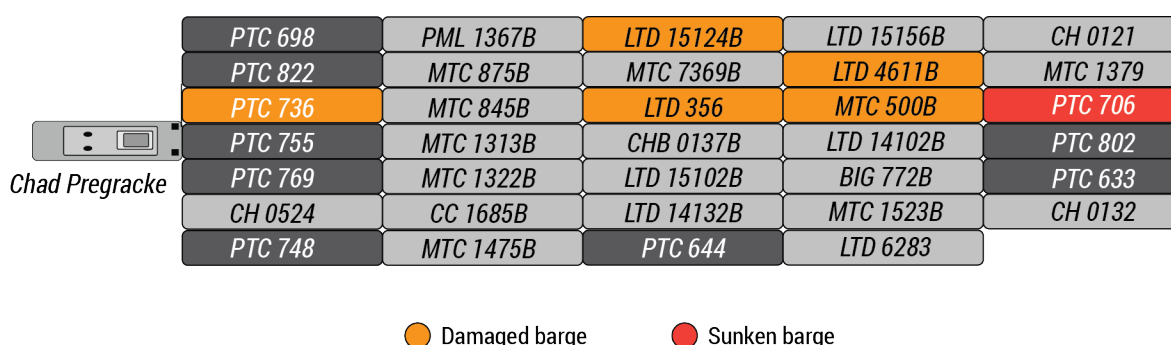 PTC 698 PML 1367B LTD 15124B LTD 15156B CH 0121
PTC 822 MTC 875B MTC 7369B LTD 4611B MTC 1379
PTC 736 MTC 845B LTD 356 MTC 500B PTC 706
PTC 755 MTC 1313B CHB 0137B LTD 14102B PTC 802
Chad Pregracke PTC 769 MTC 1322B LTD 15102B BIG 772B PTC 633
CH 0524 CC 1685B LTD 14132B MTC 1523B CH 0132
PTC 748 MTC 1475B PTC 644 LTD 6283
Damaged barge Sunken barge